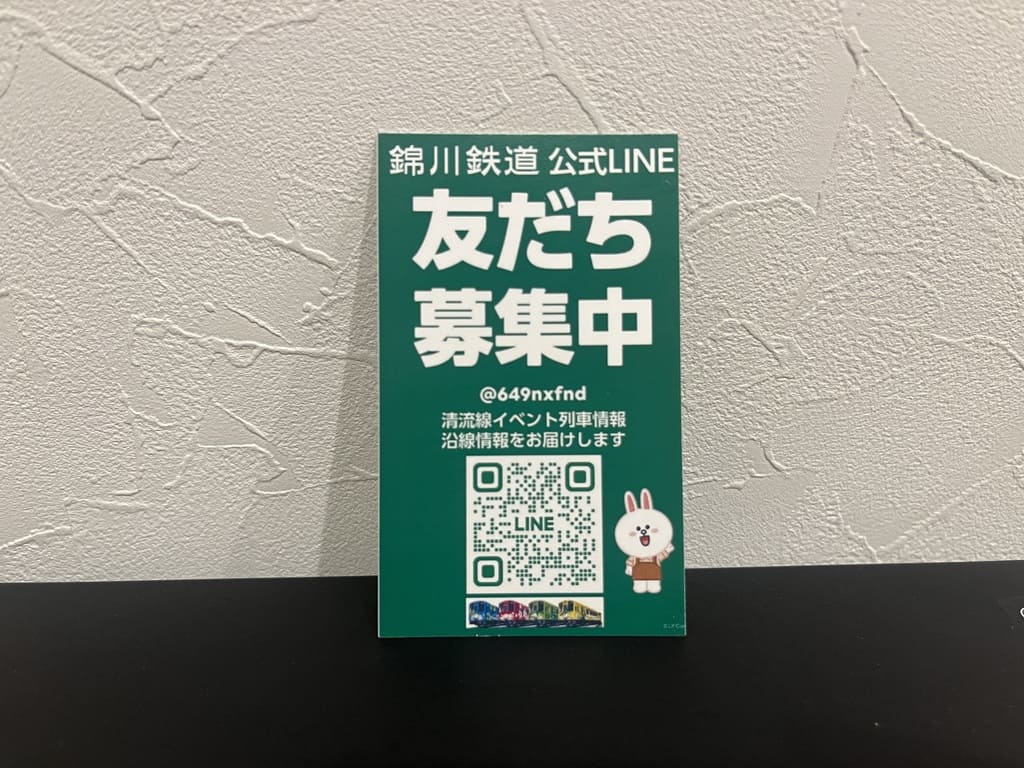 錦川鉄道 公式LINE
友だち
募集中
@649nxfnd
清流線イベント列車情報
沿線情報をお届けします
LINE